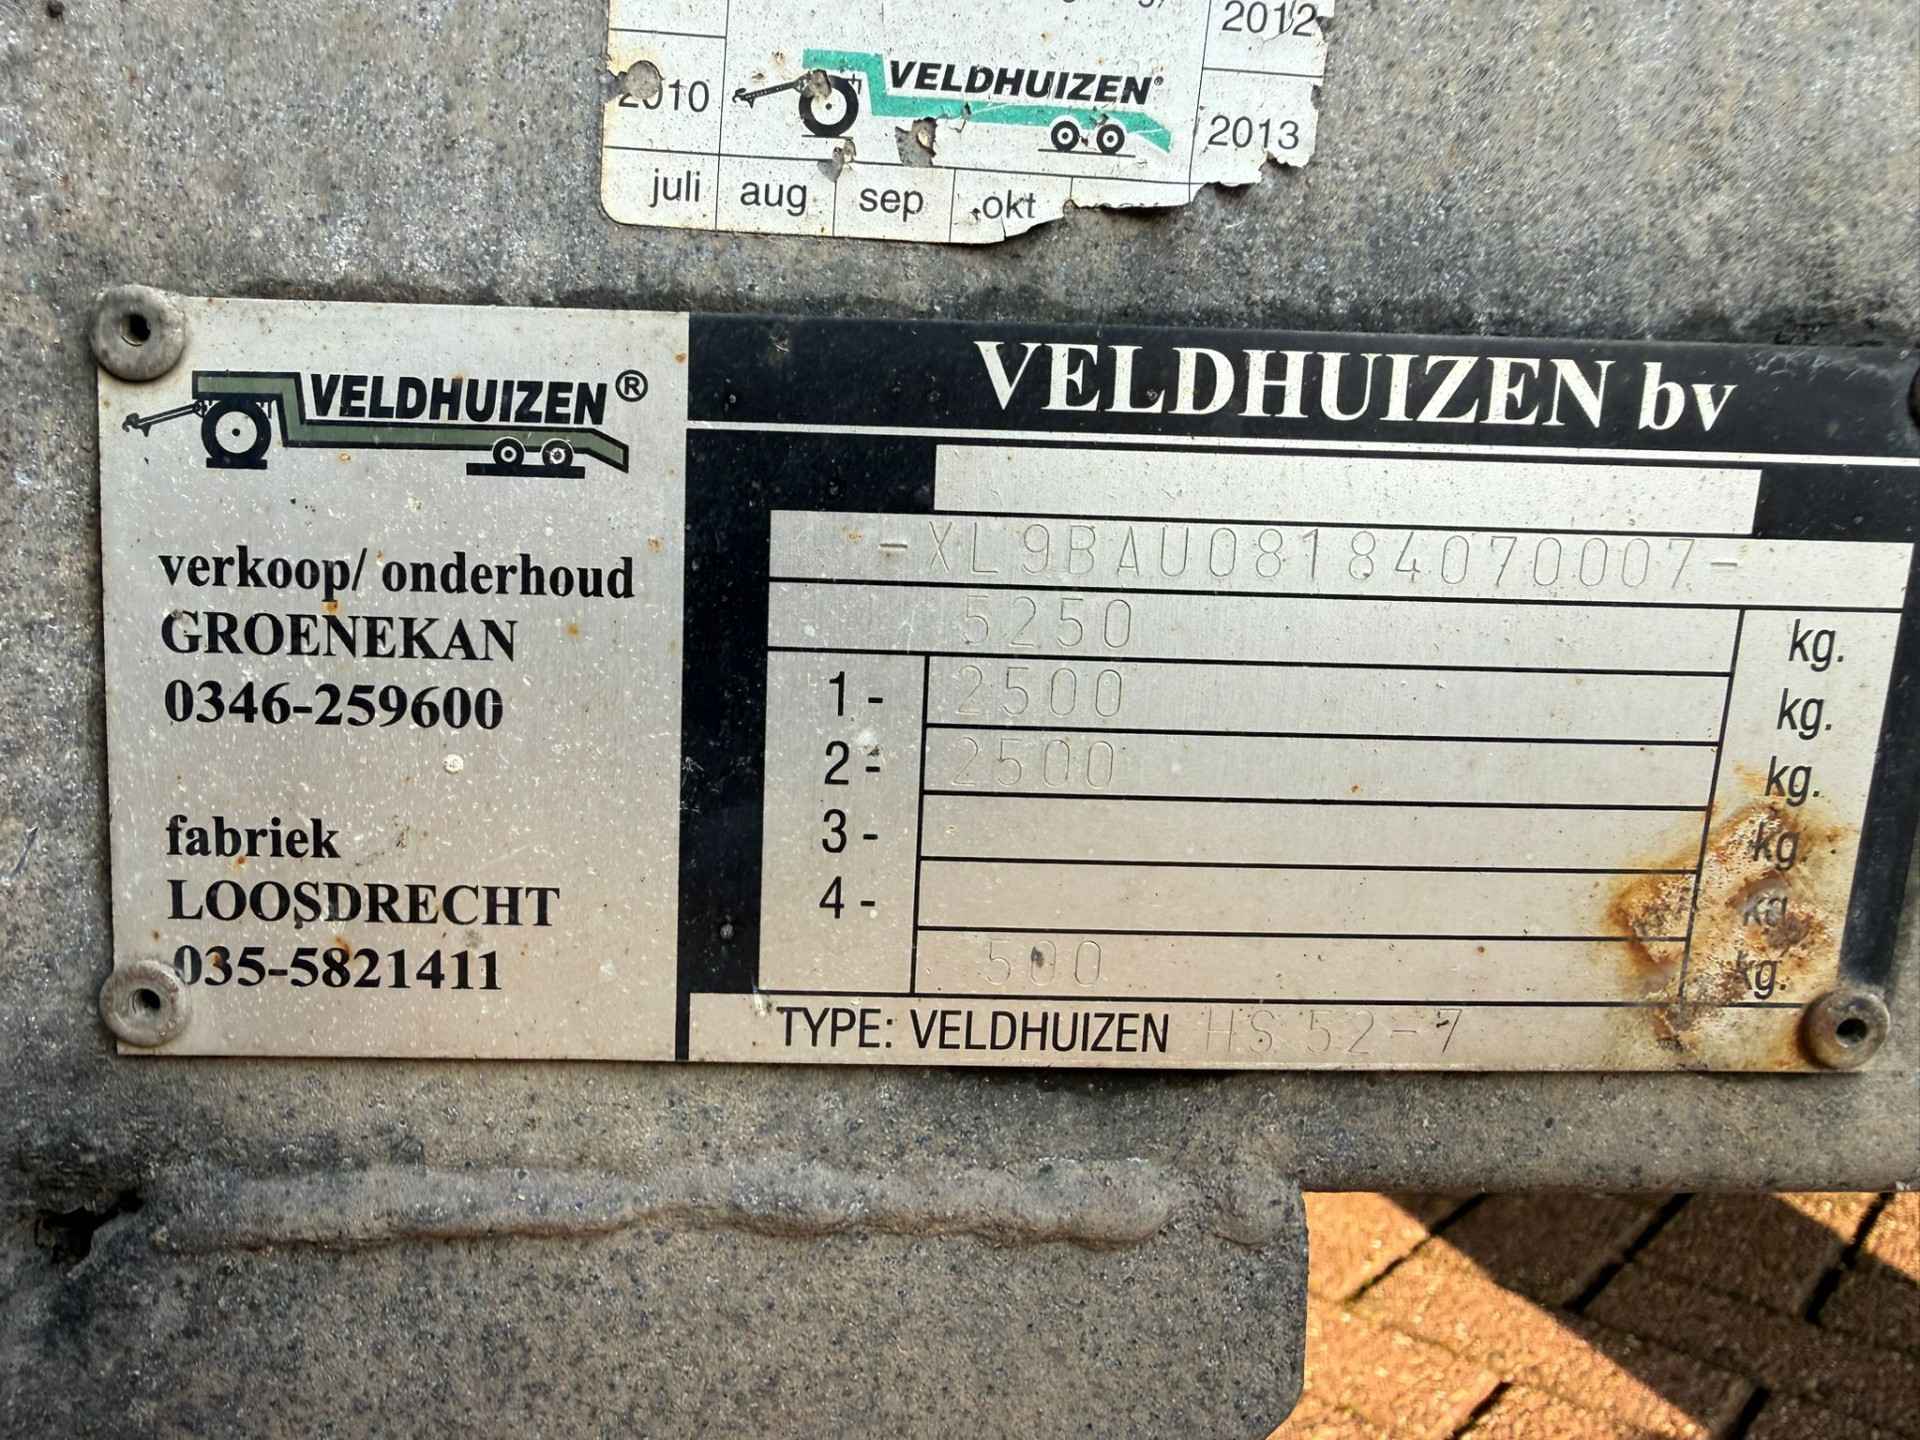 2012
2010
VELDHUIZEN®
2013
juli aug sep okt
VELDHUIZEN®
verkoop/ onderhoud
GROENEKAN
0346-259600
fabriek
LOOSDRECHT
035-5821411
VELDHUIZEN bv
-XL9BAU08184070007-
5250 kg.
1- 2500 kg.
2- 2500 kg.
3- kg.
4- kg.
500 kg.
TYPE: VELDHUIZEN HS 52-7